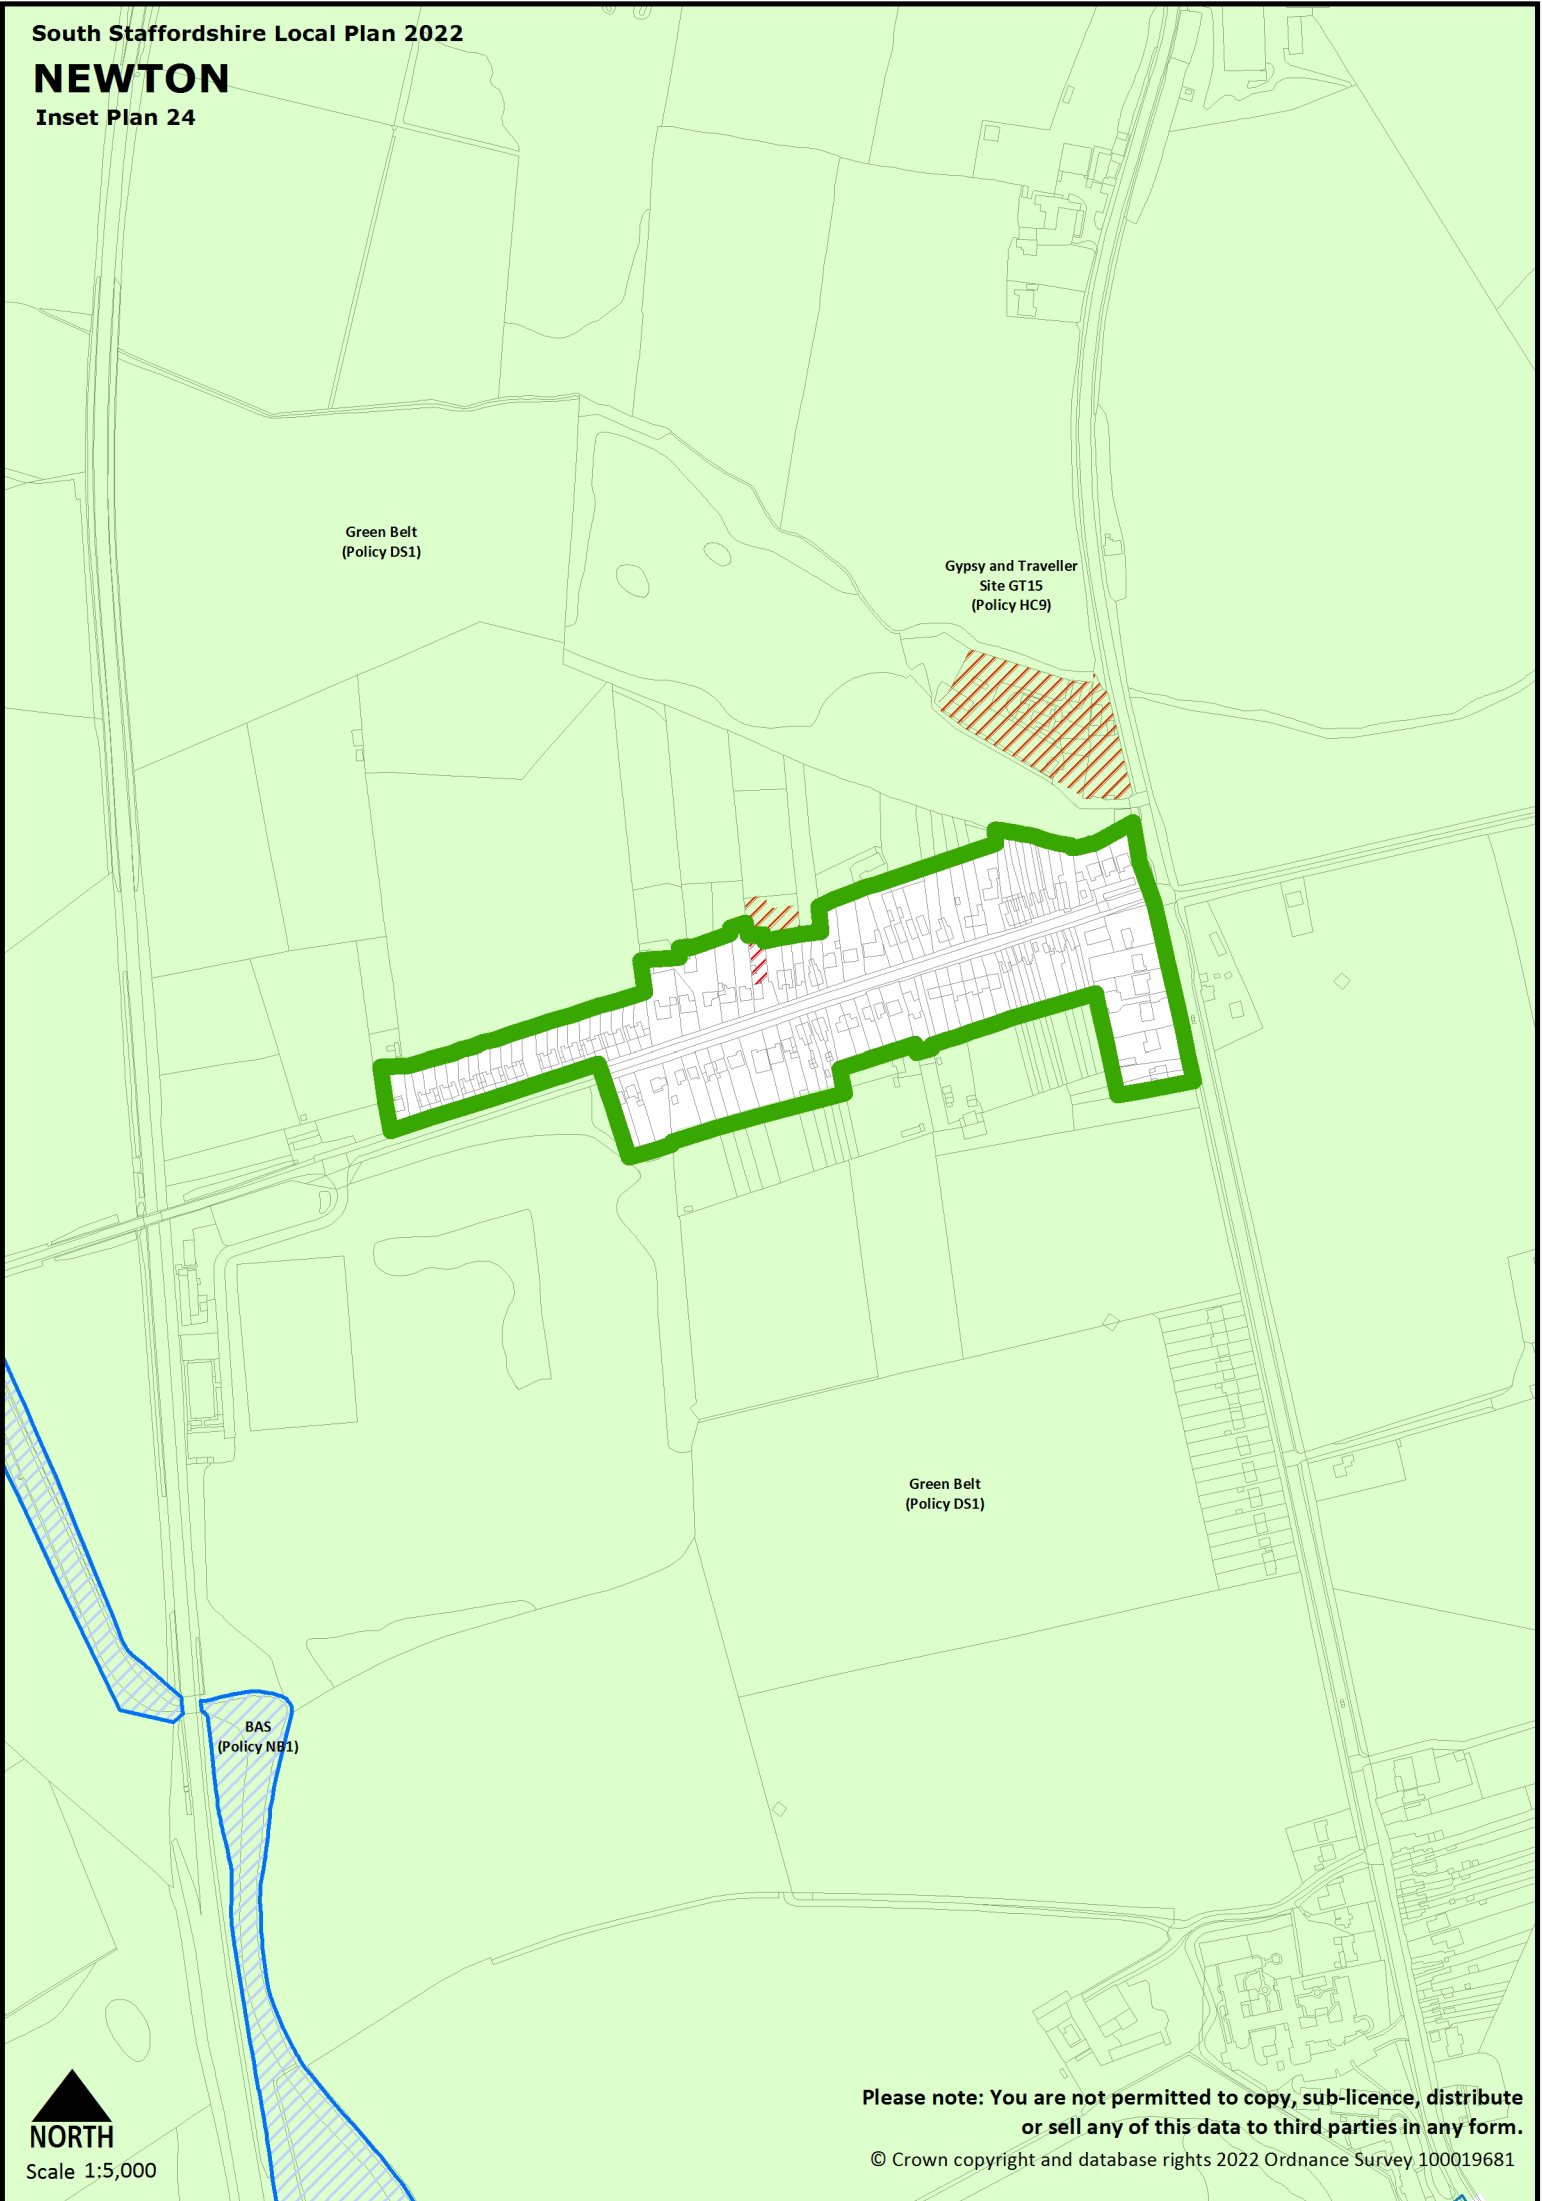 South Staffordshire Local Plan 2022
NEWTON
Inset Plan 24
Green Belt
(Policy DS1)
Gypsy and Traveller
Site GT15
(Policy HC9)
Green Belt
(Policy DS1)
BAS
(Policy NB1)
NORTH
Scale 1:5,000
Please note: You are not permitted to copy, sub-licence, distribute
or sell any of this data to third parties in any form.
© Crown copyright and database rights 2022 Ordnance Survey 100019681